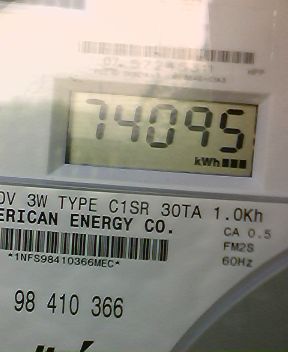 74095
kWh
0V 3W TYPE C1SR 30TA 1.0Kh
ERICAN ENERGY CO.
CA 0.5
FM2S
*1NFS98410366MEC*
60Hz
98 410 366